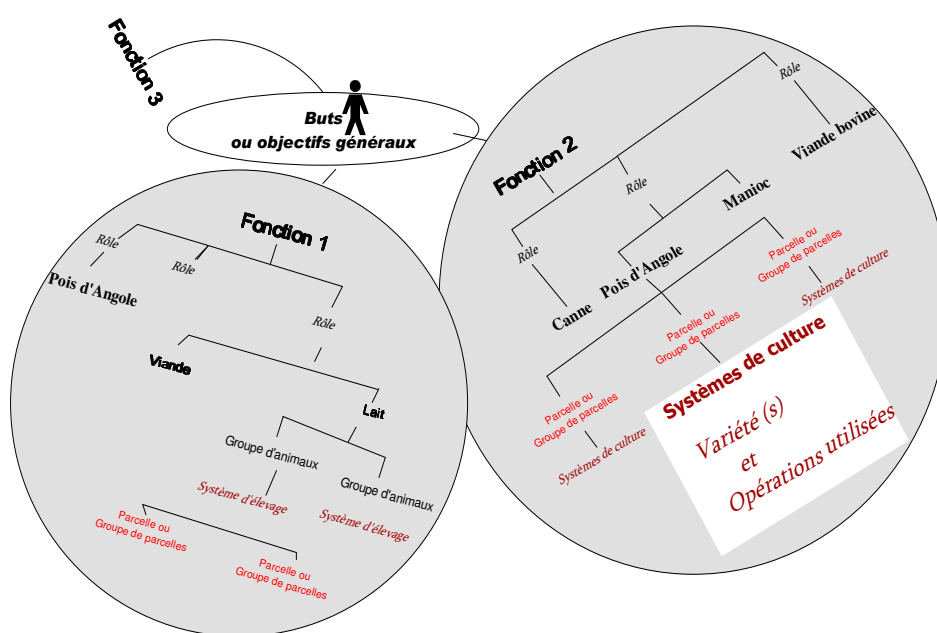 Fonction 3
Buts
ou objectifs généraux
Fonction 1
Rôle
Pois d'Angole
Rôle
Rôle
Viande
Lait
Groupe d'animaux
Système d'élevage
Groupe d'animaux
Système d'élevage
Parcelle ou
Groupe de parcelles
Parcelle ou
Groupe de parcelles
Fonction 2
Rôle
Viande bovine
Rôle
Manioc
Rôle
Pois d'Angole
Canne
Parcelle ou
Groupe de parcelles
Systèmes de culture
Parcelle ou
Groupe de parcelles
Systèmes de culture
Variété (s)
et
Opérations utilisées
Parcelle ou
Groupe de parcelles
Systèmes de culture